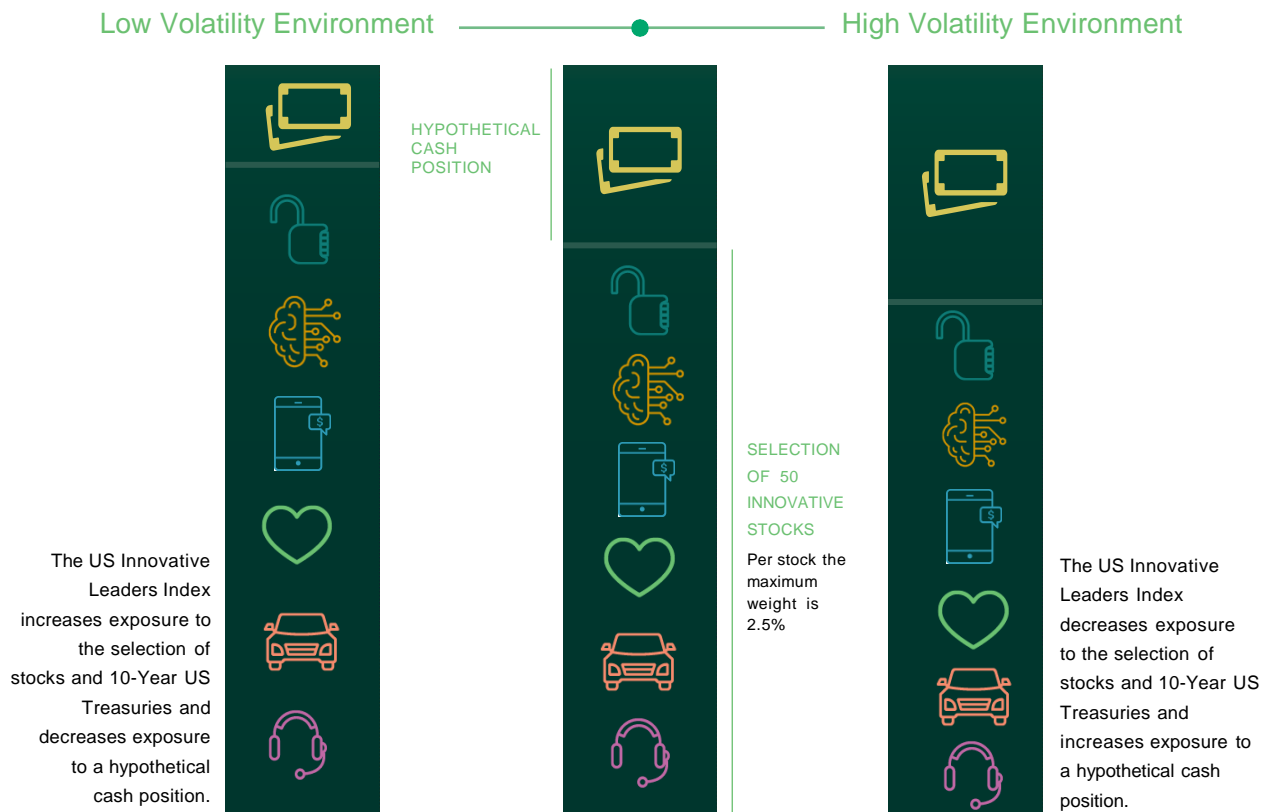 Low Volatility Environment
High Volatility Environment
HYPOTHETICAL
CASH
POSITION
$
$
$
SELECTION
OF 50
INNOVATIVE
STOCKS
Per stock the
maximum
weight is
2.5%
The US Innovative
Leaders Index
increases exposure to
the selection of
stocks and 10-Year US
Treasuries and
decreases exposure
to a hypothetical
cash position.
The US Innovative
Leaders Index
decreases exposure
to the selection of
stocks and 10-Year US
Treasuries and
increases exposure to
a hypothetical cash
position.